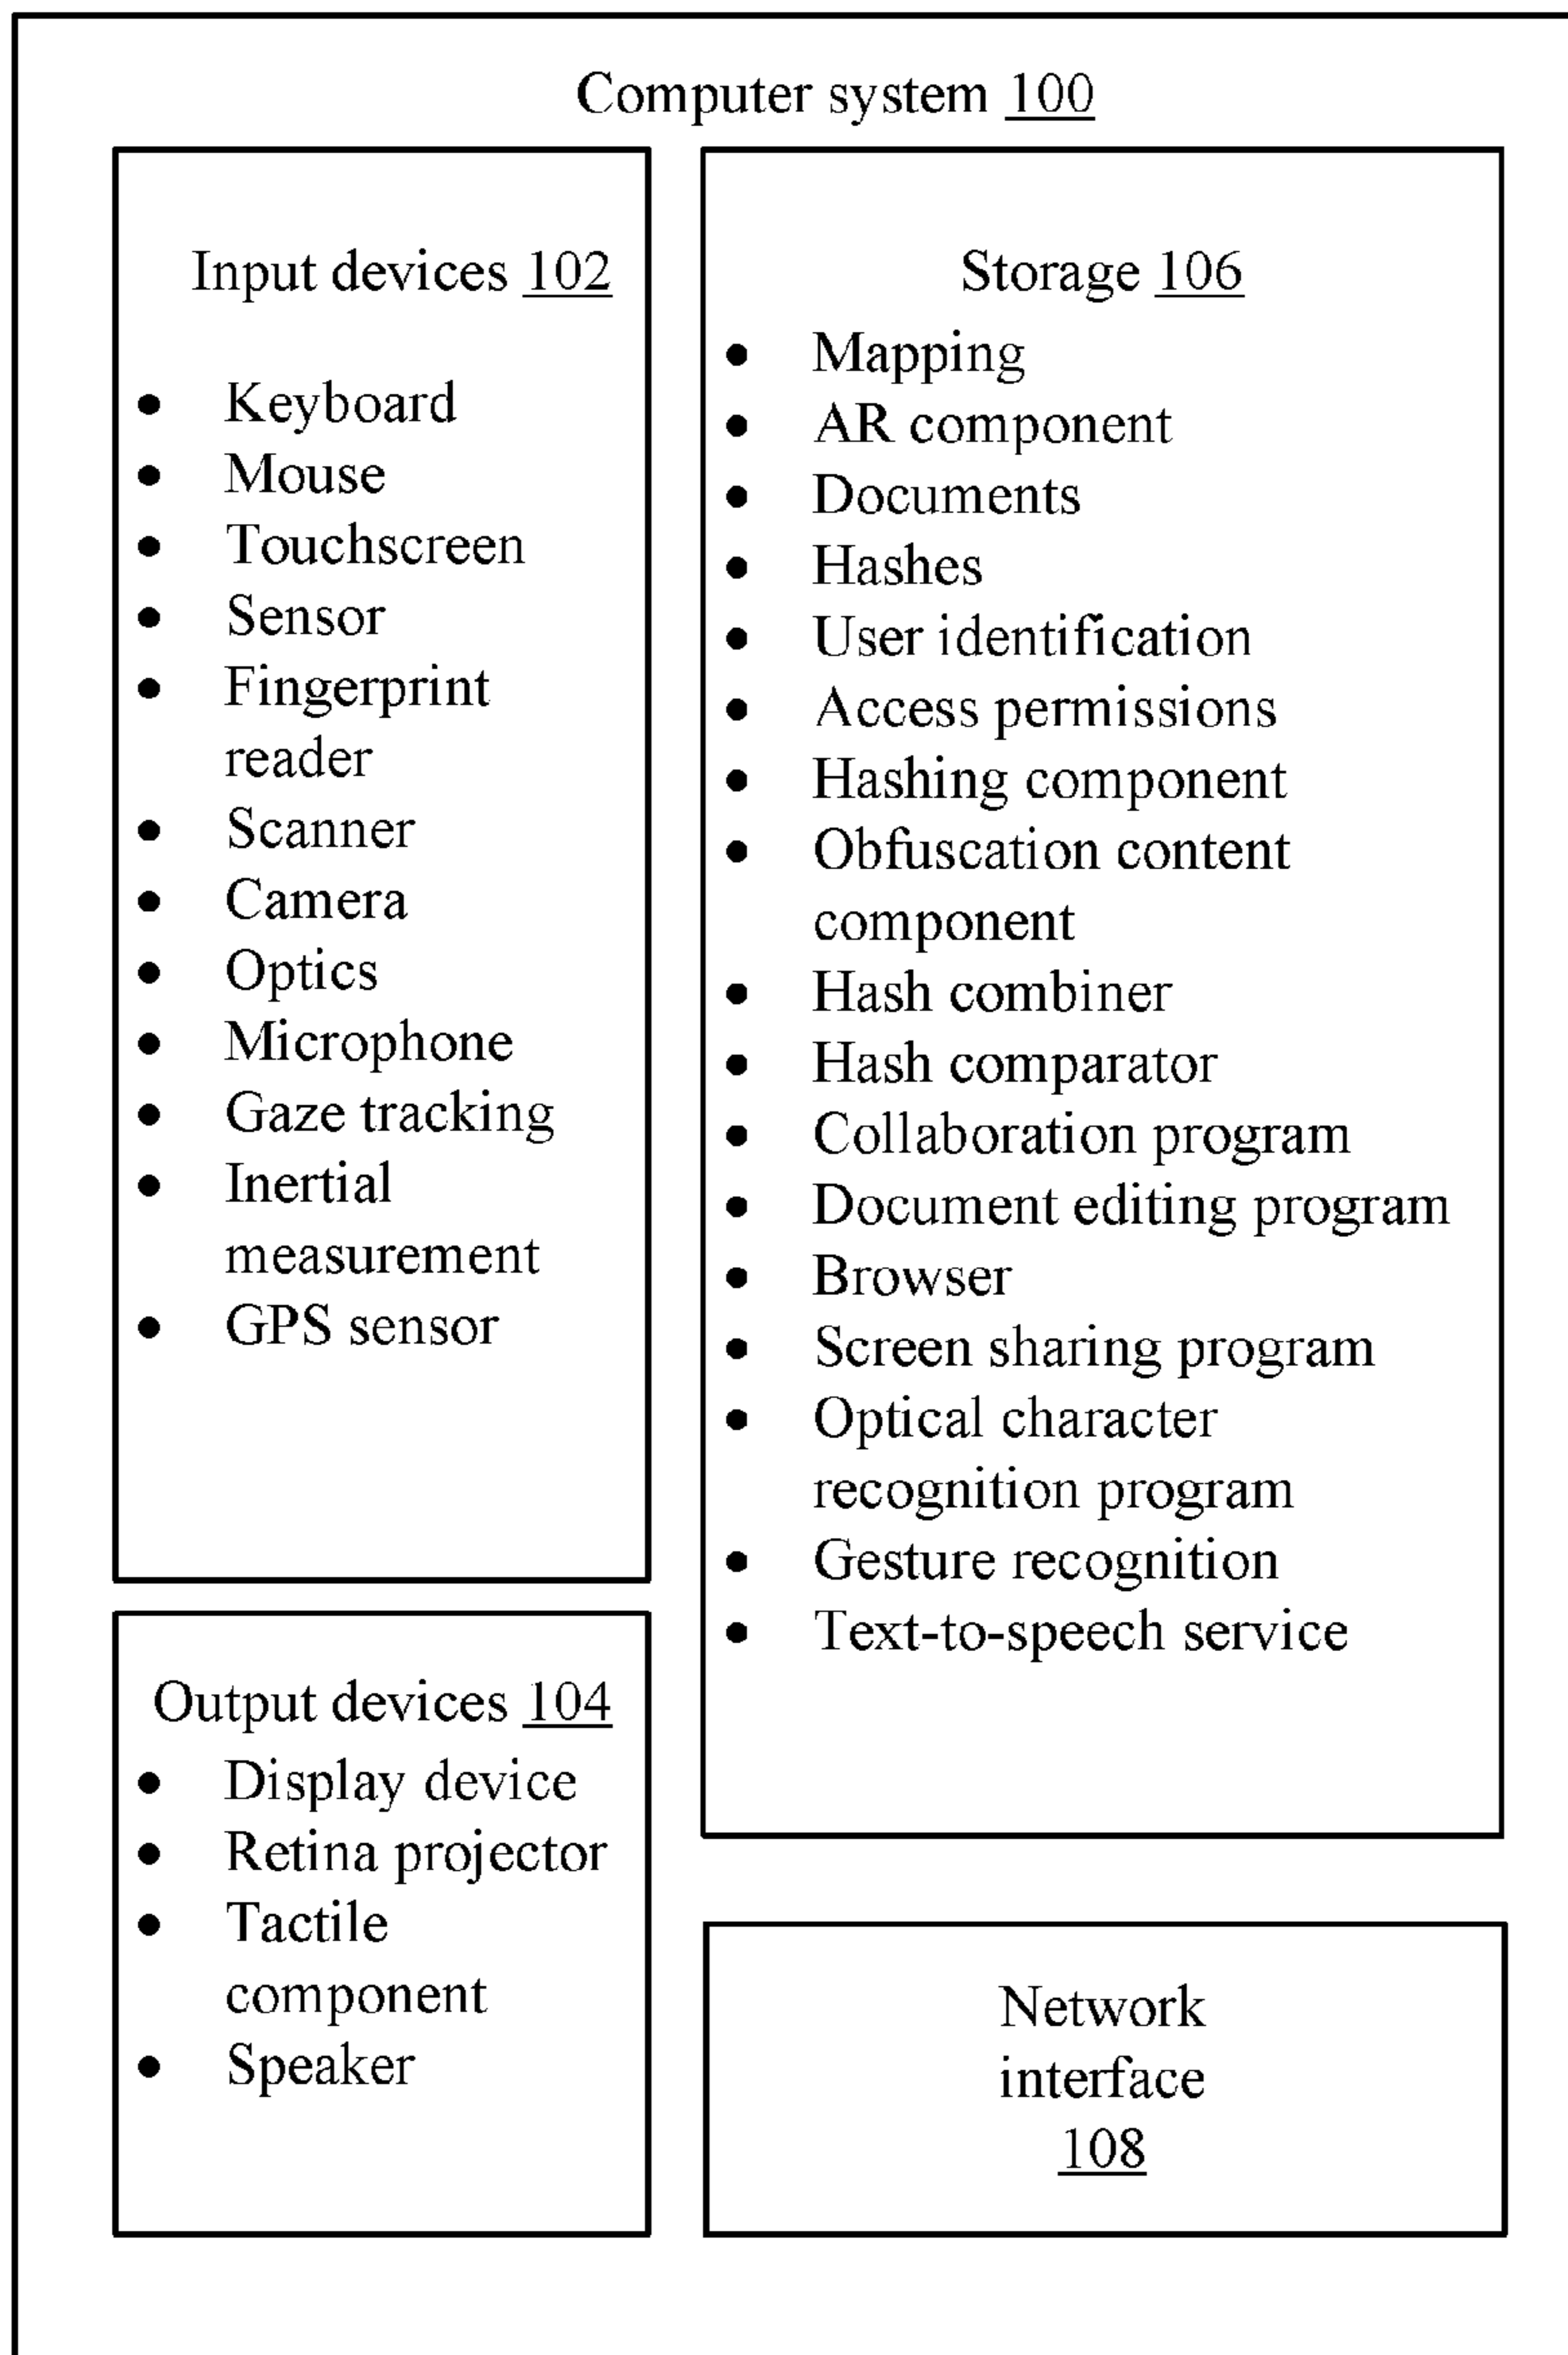 Computer system 100
Input devices 102
• Keyboard
• Mouse
• Touchscreen
• Sensor
• Fingerprint
reader
• Scanner
• Camera
• Optics
• Microphone
• Gaze tracking
• Inertial
measurement
• GPS sensor
Output devices 104
• Display device
• Retina projector
• Tactile
component
• Speaker
Storage 106
• Mapping
• AR component
• Documents
• Hashes
• User identification
• Access permissions
• Hashing component
• Obfuscation content
component
• Hash combiner
• Hash comparator
• Collaboration program
• Document editing program
• Browser
• Screen sharing program
• Optical character
recognition program
• Gesture recognition
• Text-to-speech service
Network
interface
108